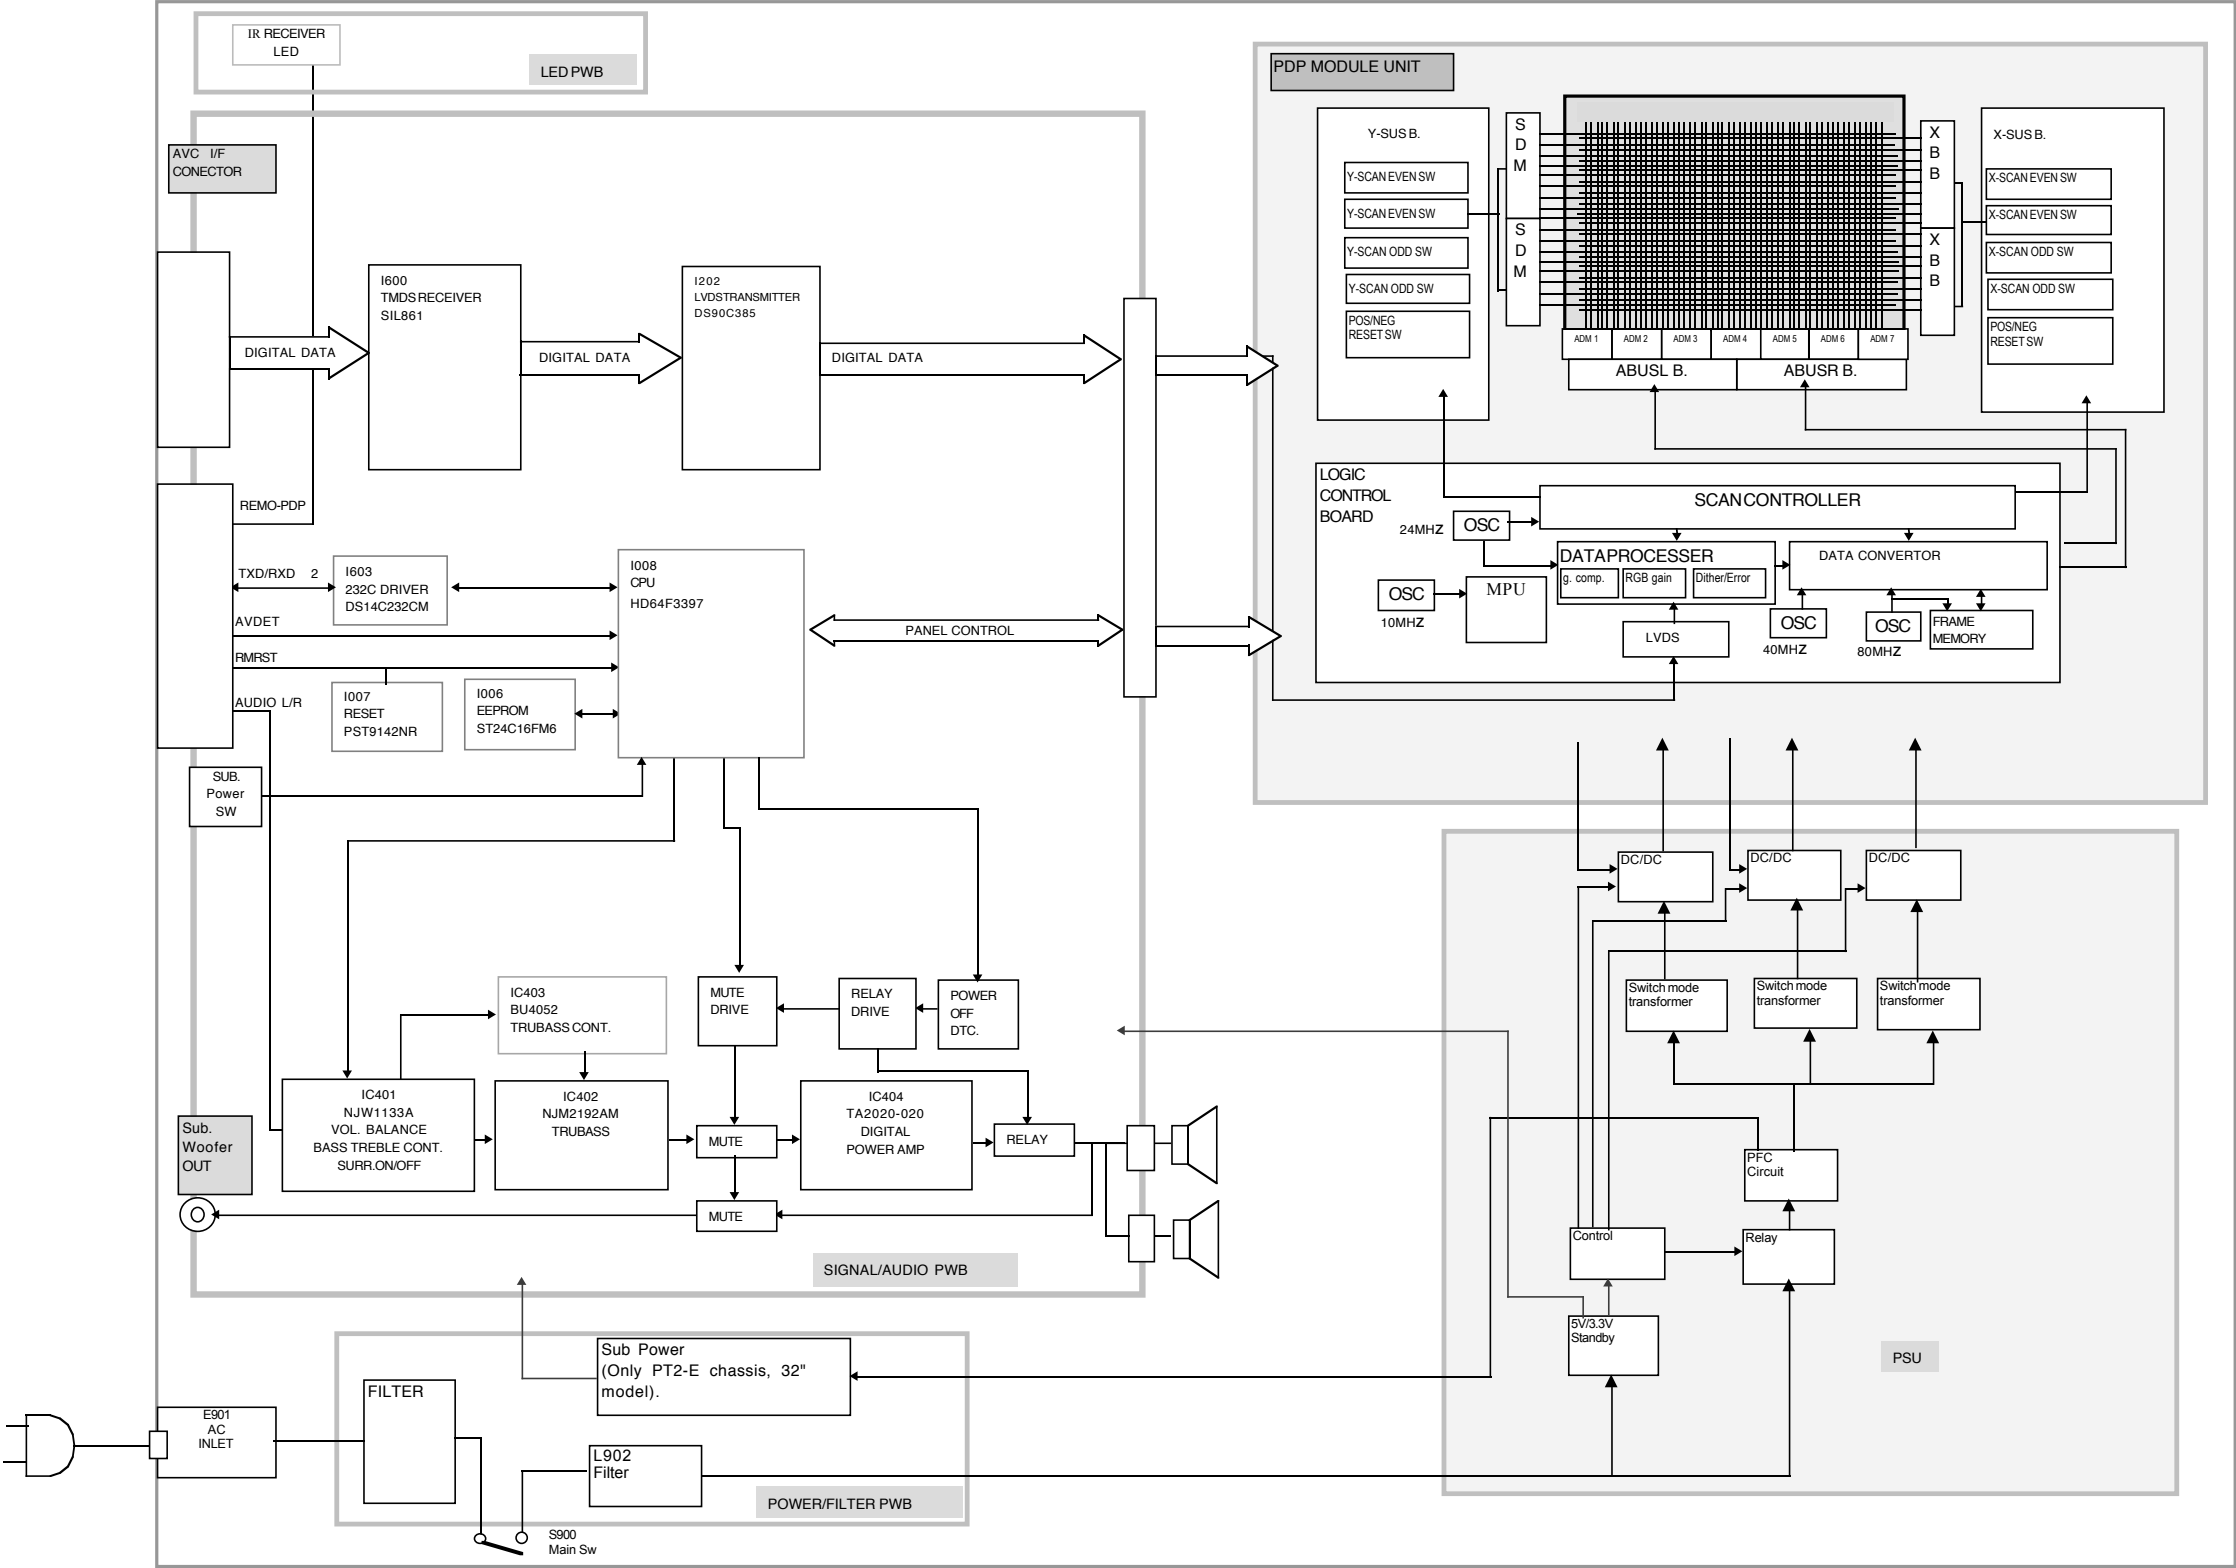 IR RECEIVER
LED
LED PWB
AVC I/F
CONECTOR
I600
TMDS RECEIVER
SIL861
I202
LVDS TRANSMITTER
DS90C385
DIGITAL DATA
DIGITAL DATA
DIGITAL DATA
REMO-PDP
TXD/RXD 2
I603
232C DRIVER
DS14C232CM
I008
CPU
HD64F3397
AVDET
RMRST
AUDIO L/R
I007
RESET
PST9142NR
I006
EEPROM
ST24C16FM6
PANEL CONTROL
SUB.
Power
SW
IC403
BU4052
TRUBASS CONT.
MUTE
DRIVE
RELAY
DRIVE
POWER
OFF
DTC.
IC401
NJW1133A
VOL. BALANCE
BASS TREBLE CONT.
SURR.ON/OFF
IC402
NJM2192AM
TRUBASS
MUTE
IC404
TA2020-020
DIGITAL
POWER AMP
RELAY
Sub.
Woofer
OUT
MUTE
SIGNAL/AUDIO PWB
Sub Power
(Only PT2-E chassis, 32"
model).
FILTER
E901
AC
INLET
L902
Filter
POWER/FILTER PWB
S900
Main Sw
PDP MODULE UNIT
Y-SUS B.
Y-SCAN EVEN SW
Y-SCAN EVEN SW
Y-SCAN ODD SW
Y-SCAN ODD SW
POS/NEG
RESET SW
S
D
M
S
D
M
X
B
B
X
B
B
X-SUS B.
X-SCAN EVEN SW
X-SCAN EVEN SW
X-SCAN ODD SW
X-SCAN ODD SW
POS/NEG
RESET SW
ADM 1 ADM 2 ADM 3 ADM 4 ADM 5 ADM 6 ADM 7
ABUSL B. ABUSR B.
LOGIC
CONTROL
BOARD
SCAN CONTROLLER
24MHZ OSC
DATA PROCESSER
g. comp. RGB gain Dither/Error
DATA CONVERTOR
OSC
10MHZ
MPU
LVDS
OSC
40MHZ
OSC
80MHZ
FRAME
MEMORY
DC/DC
DC/DC
DC/DC
Switch mode
transformer
Switch mode
transformer
Switch mode
transformer
PFC
Circuit
Control
Relay
5V/3.3V
Standby
PSU